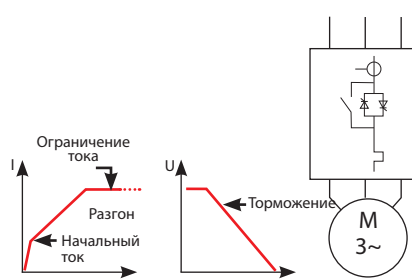 Ограничение
тока
I
U
Разгон
Начальный
ток
Торможение
M
3~